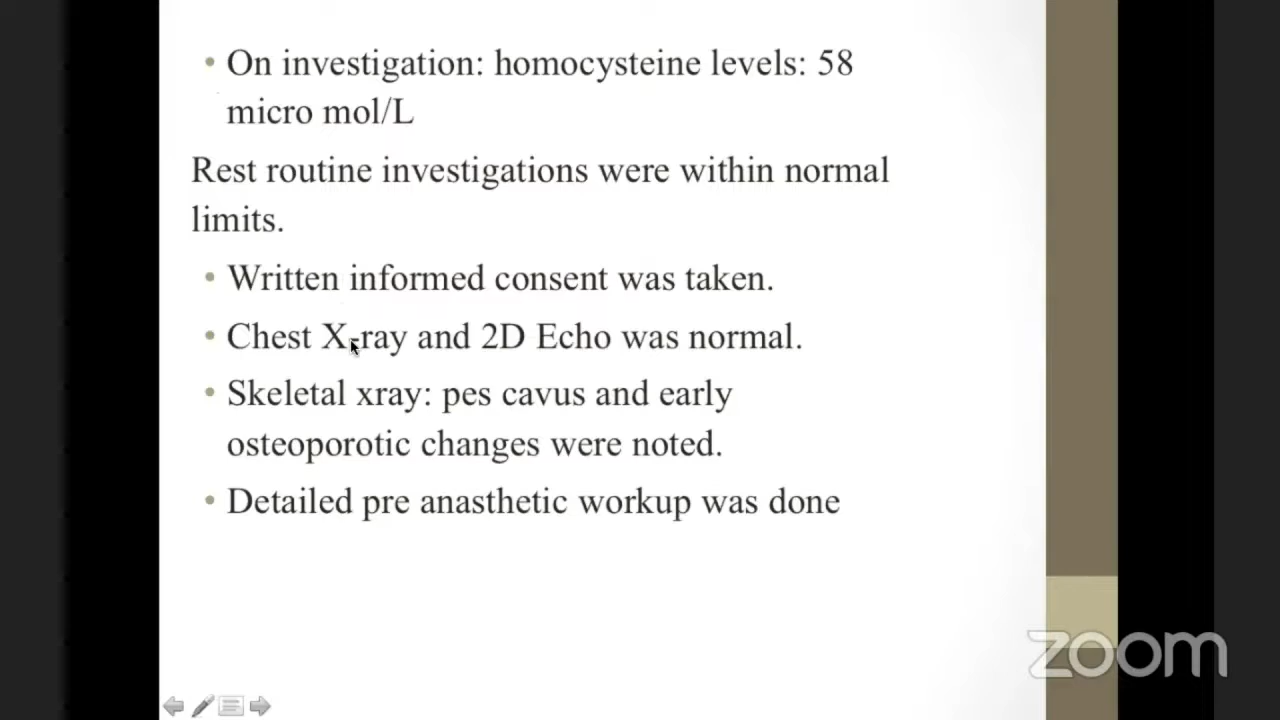 • On investigation: homocysteine levels: 58
micro mol/L
Rest routine investigations were within normal
limits.
• Written informed consent was taken.
• Chest X-ray and 2D Echo was normal.
• Skeletal xray: pes cavus and early
osteoporotic changes were noted.
• Detailed pre anasthetic workup was done
zoom